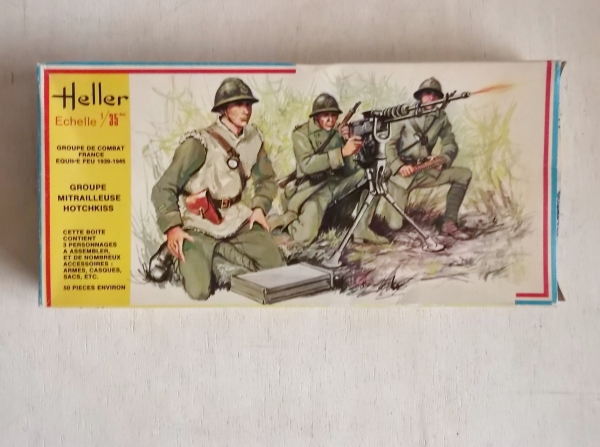 Heller
Echelle 1/35ème
GROUPE DE COMBAT
FRANCE
EQUIPE FEU 1939-1945
GROUPE
MITRAILLEUSE
HOTCHKISS
CETTE BOITE
CONTIENT
3 PERSONNAGES
A ASSEMBLER,
ET DE NOMBREUX
ACCESSOIRES :
ARMES, CASQUES,
SACS, ETC.
50 PIECES ENVIRON